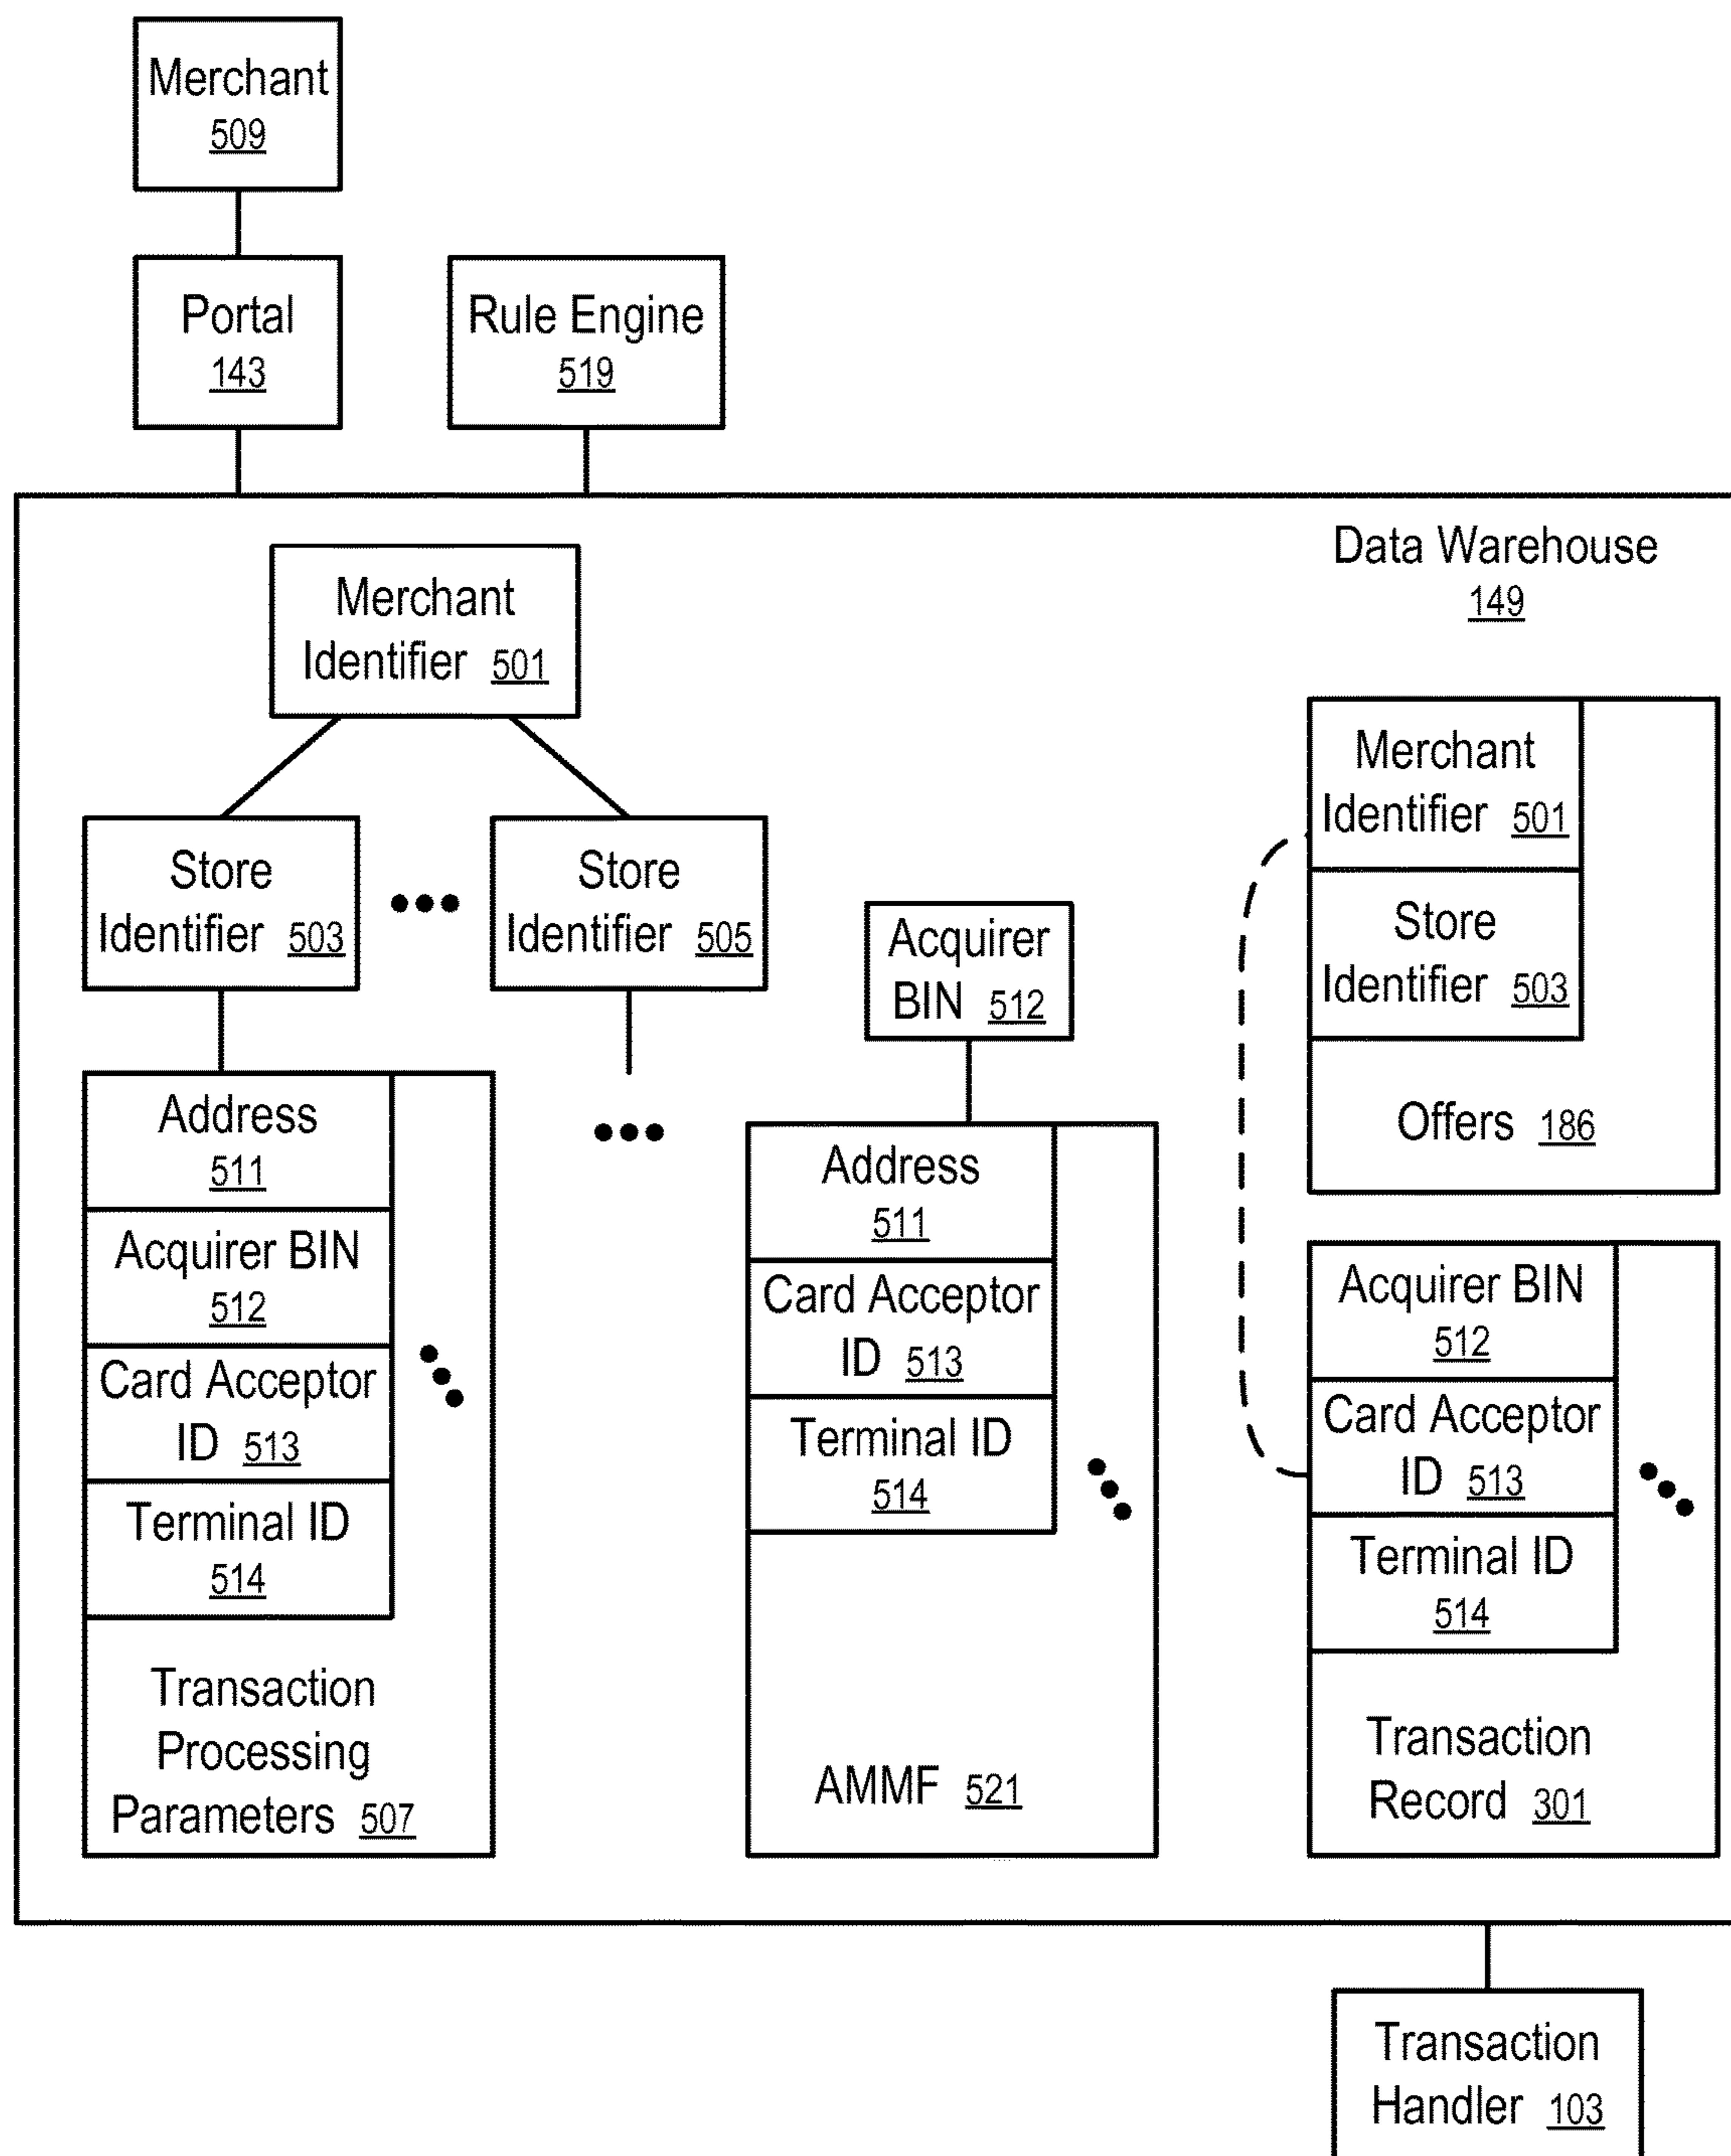 Merchant
509
Portal
143
Rule Engine
519
Data Warehouse
149
Merchant
Identifier 501
Store
Identifier 503
Store
Identifier 505
Address
511
Acquirer BIN
512
Card Acceptor
ID 513
Terminal ID
514
Transaction
Processing
Parameters 507
Acquirer
BIN 512
Address
511
Card Acceptor
ID 513
Terminal ID
514
AMMF 521
Merchant
Identifier 501
Store
Identifier 503
Offers 186
Acquirer BIN
512
Card Acceptor
ID 513
Terminal ID
514
Transaction
Record 301
Transaction
Handler 103